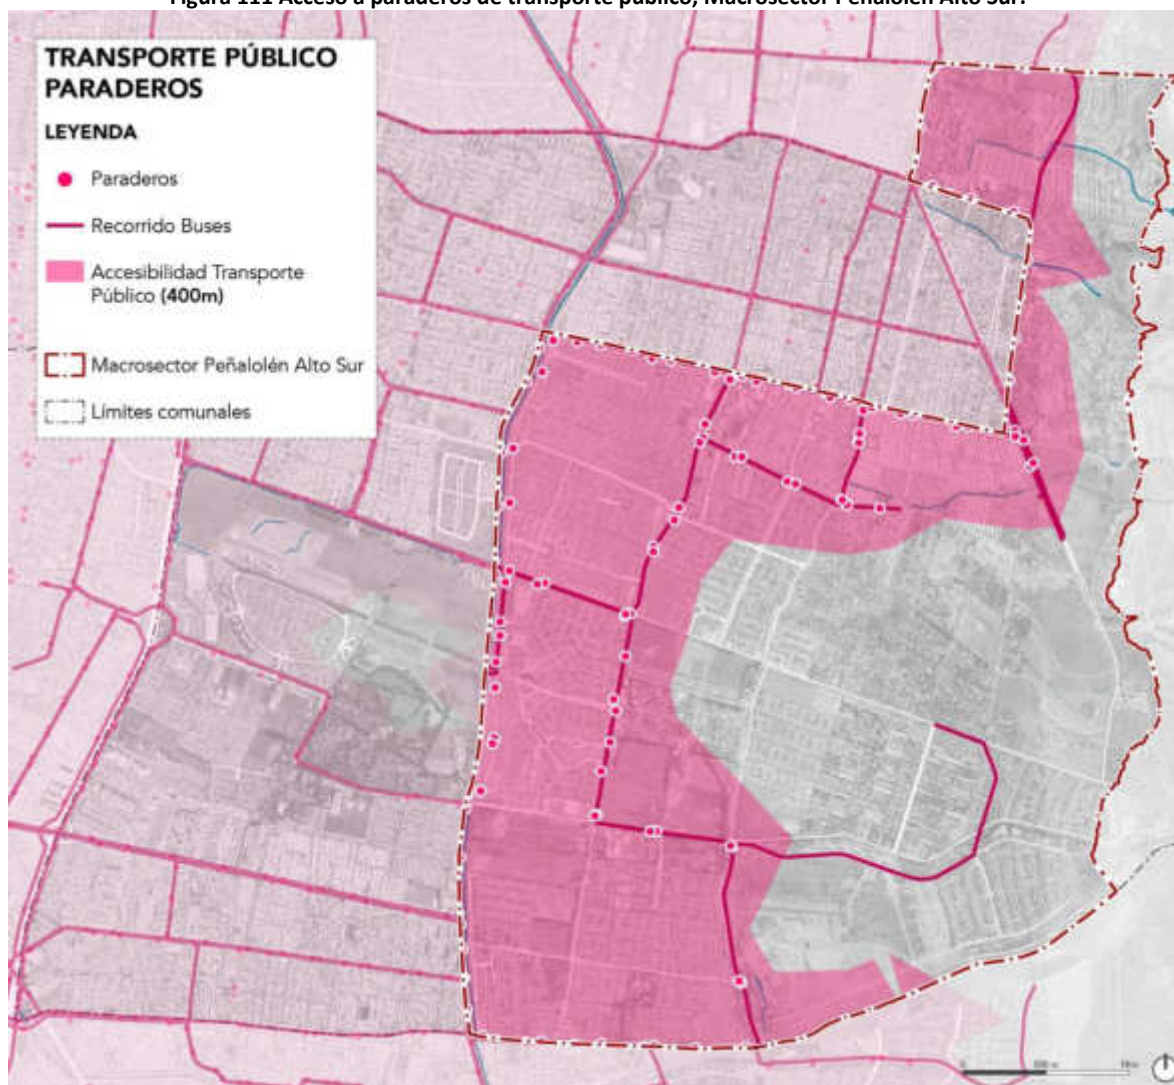 Figura 111 Acceso a paraderos de transporte público, Macrosector Peñalolén Alto Sur.
TRANSPORTE PÚBLICO
PARADEROS
LEYENDA
Paraderos
Recorrido Buses
Accesibilidad Transporte
Público (400m)
Macrosector Peñalolén Alto Sur
Límites comunales